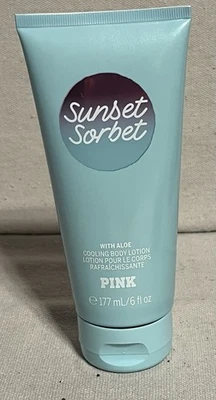 Sunset
Sorbet
WITH ALOE
COOLING BODY LOTION
LOTION POUR LE CORPS
RAFRAÎCHISSANTE
PINK
℮ 177 mL/6 fl oz